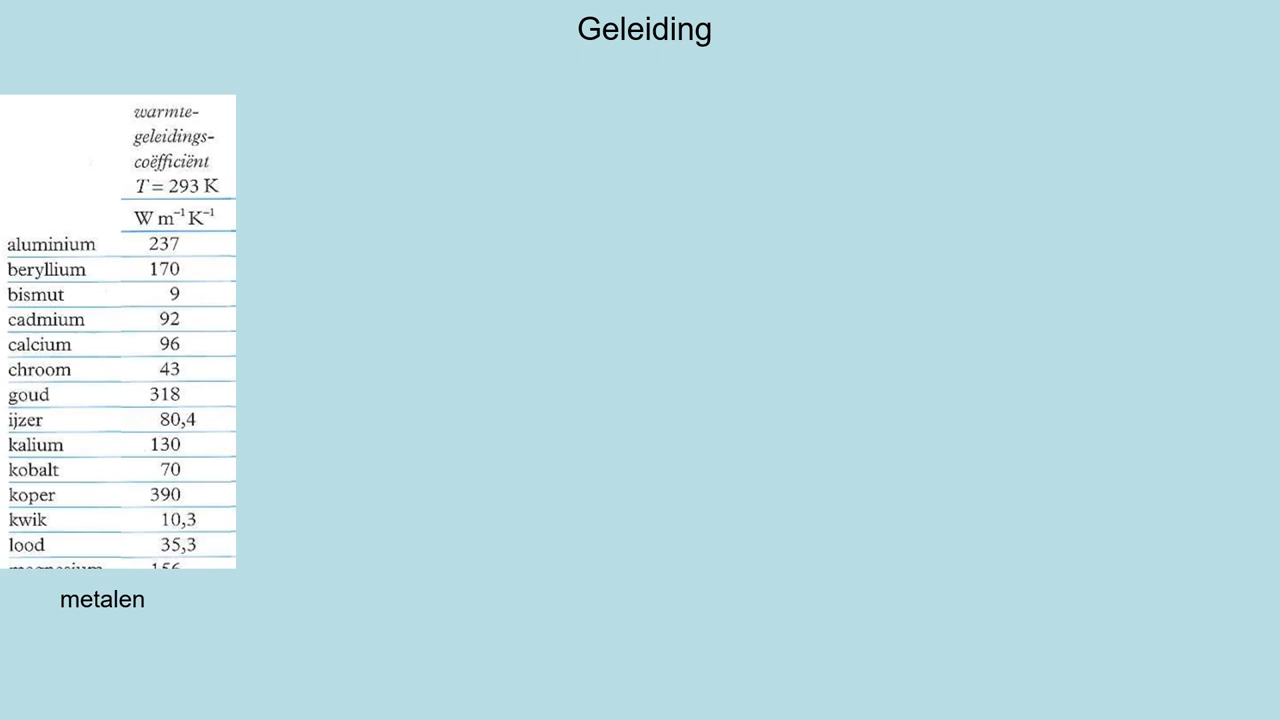 Geleiding
warmte-
geleidings-
coëfficiënt
T = 293 K
W m⁻¹ K⁻¹
aluminium 237
beryllium 170
bismut 9
cadmium 92
calcium 96
chroom 43
goud 318
ijzer 80,4
kalium 130
kobalt 70
koper 390
kwik 10,3
lood 35,3
metalen